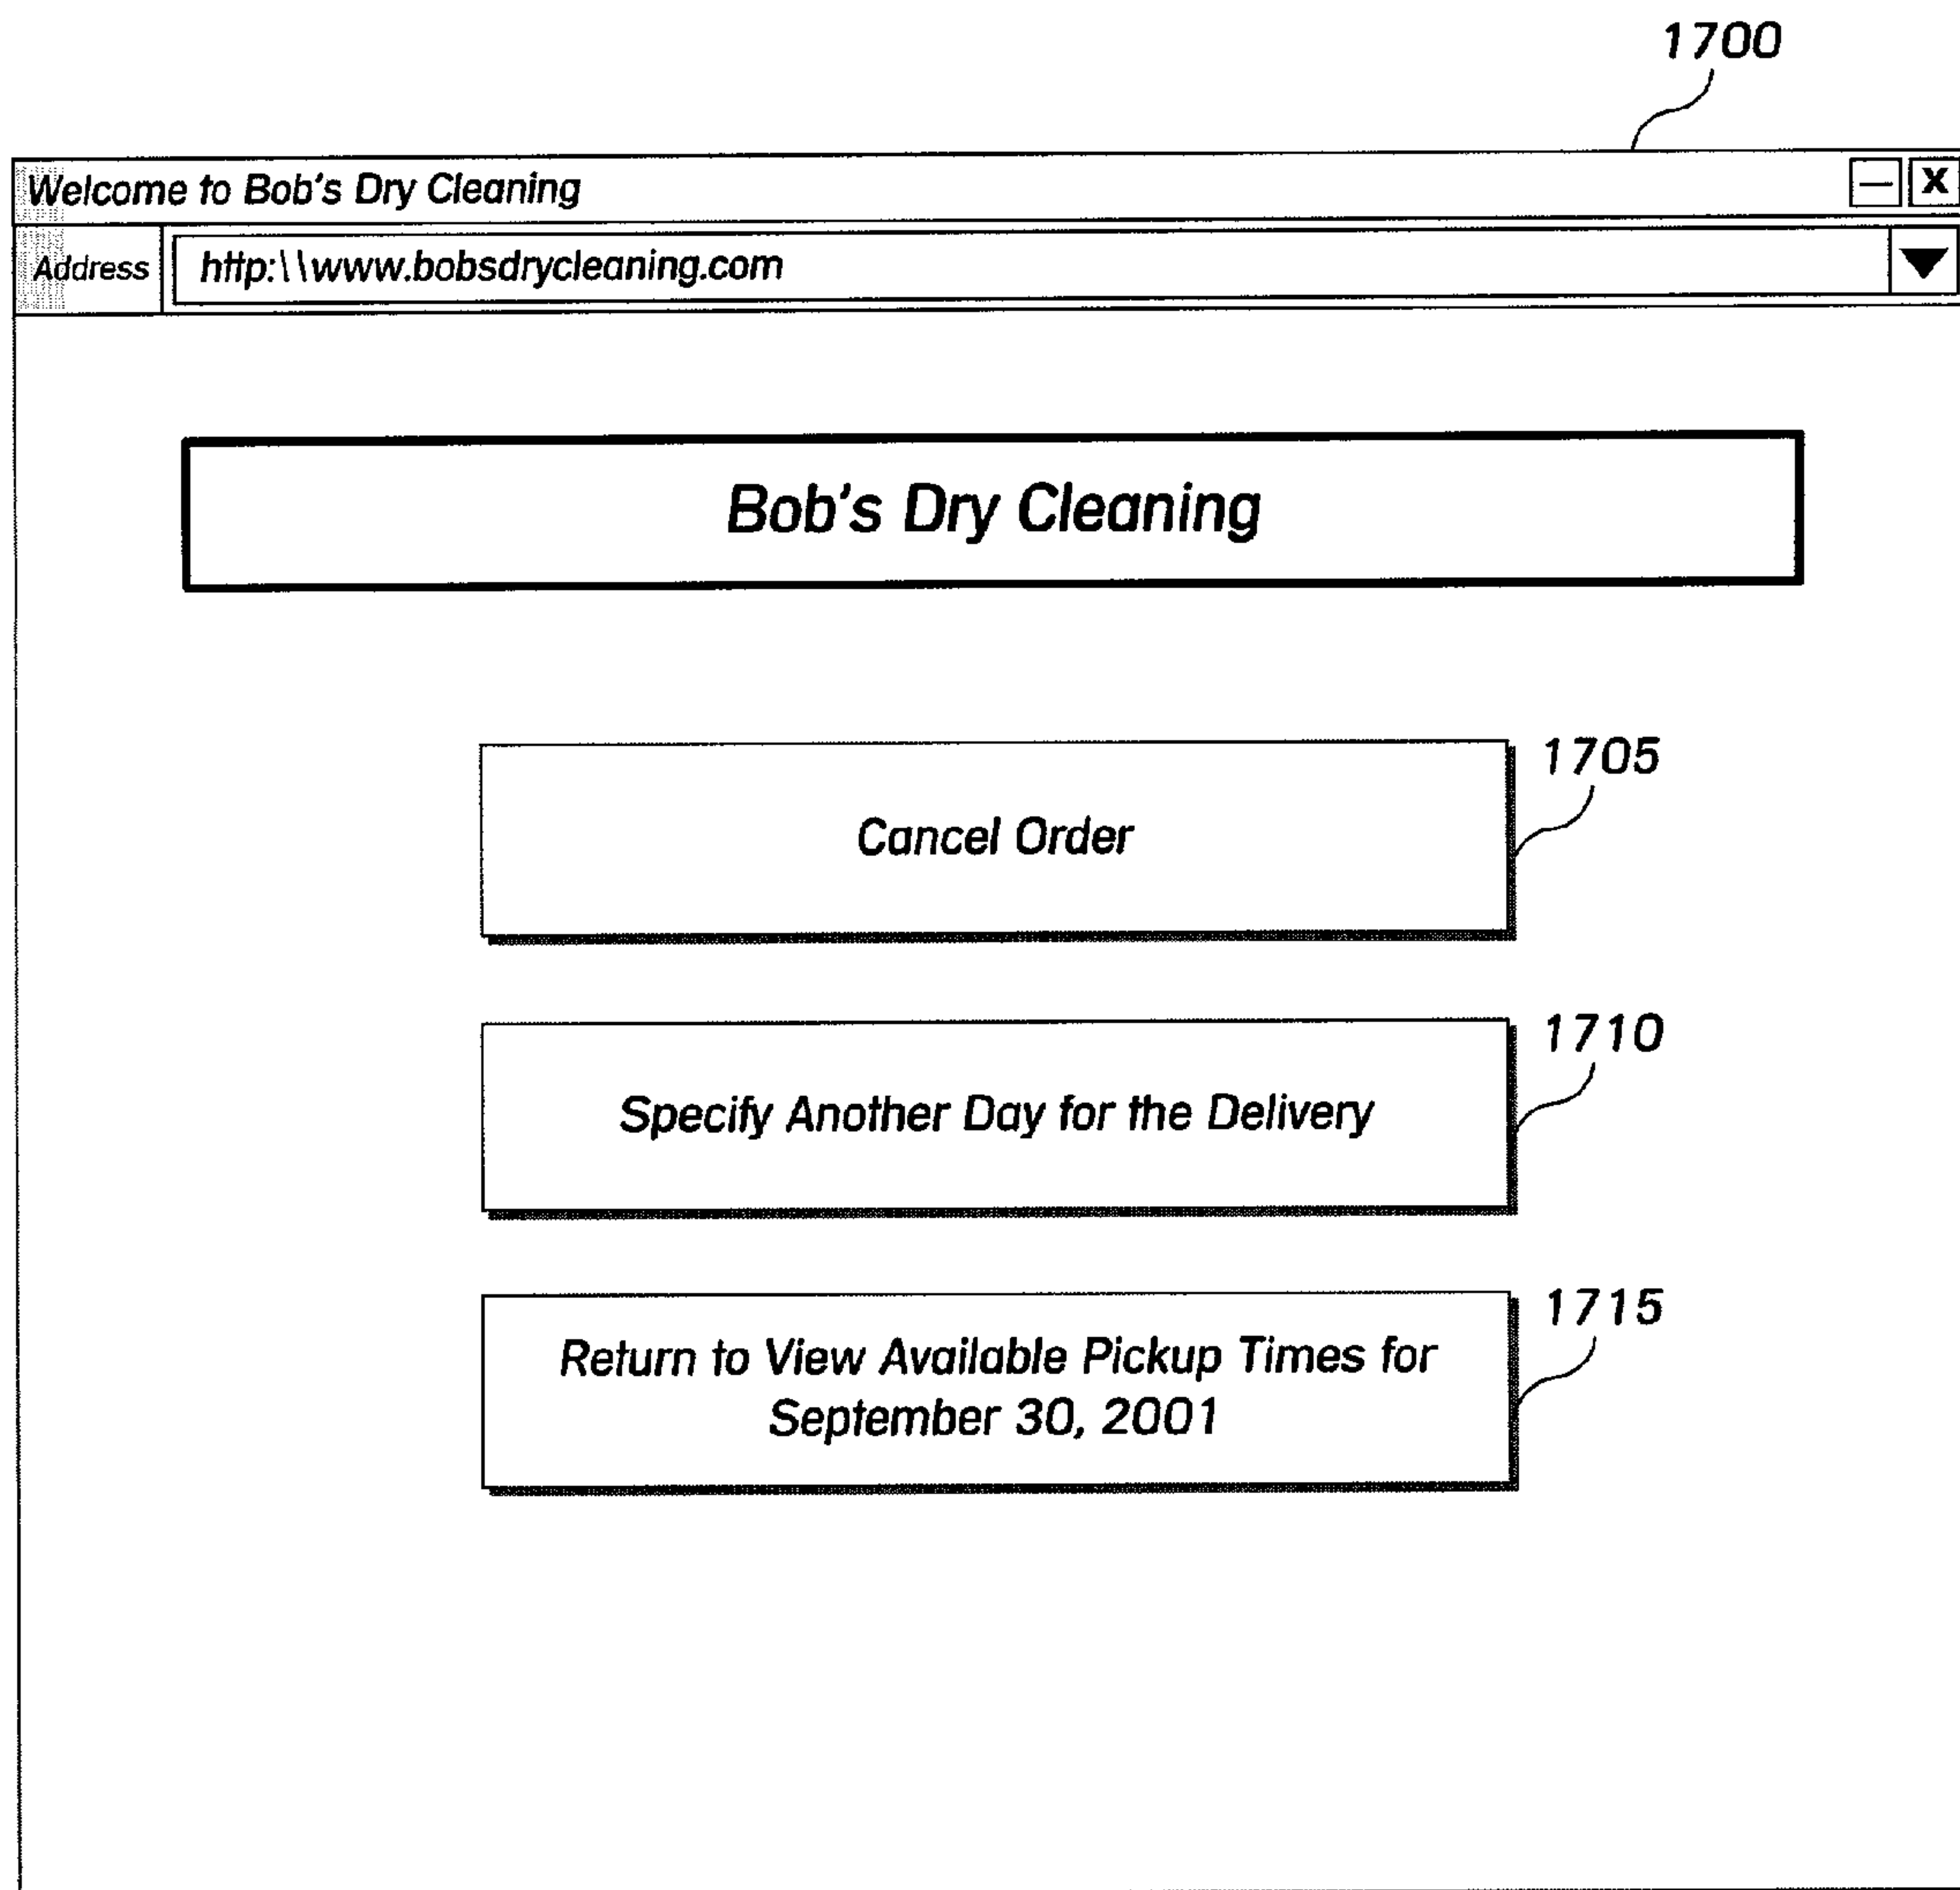 1700
Welcome to Bob's Dry Cleaning
— X
Address http:\\www.bobsdrycleaning.com
Bob's Dry Cleaning
1705
Cancel Order
1710
Specify Another Day for the Delivery
1715
Return to View Available Pickup Times for
September 30, 2001